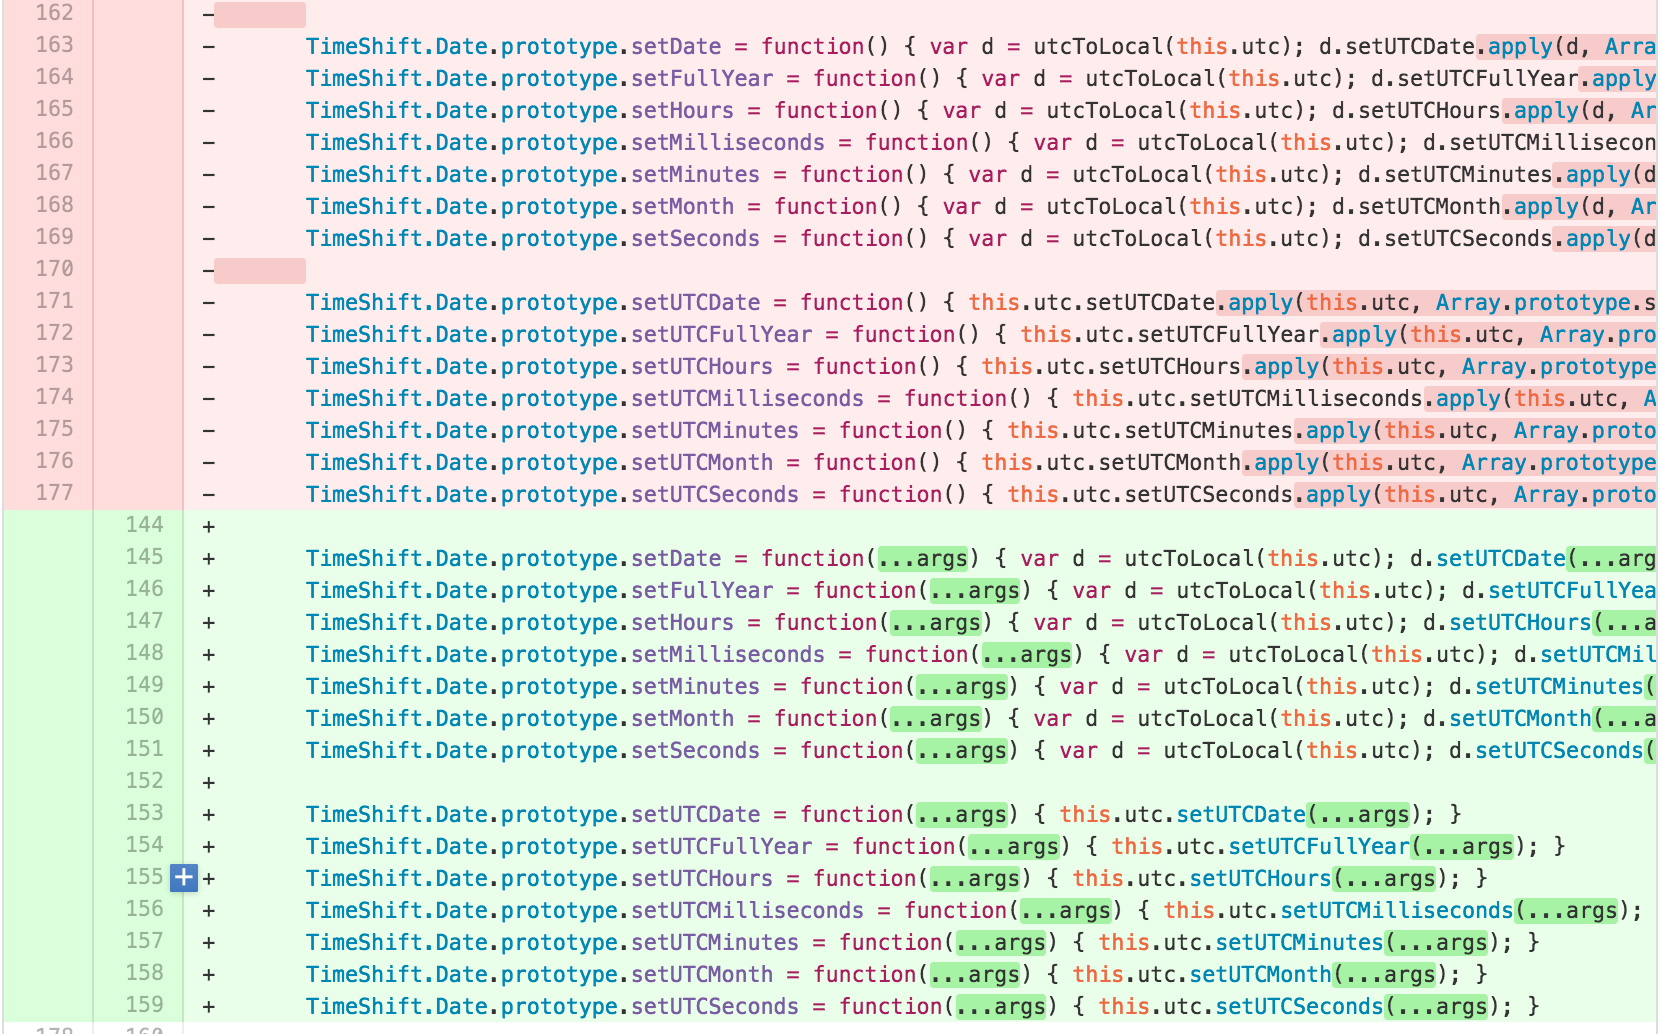 162 −
163 − TimeShift.Date.prototype.setDate = function() { var d = utcToLocal(this.utc); d.setUTCDate.apply(d, Arra
164 − TimeShift.Date.prototype.setFullYear = function() { var d = utcToLocal(this.utc); d.setUTCFullYear.apply
165 − TimeShift.Date.prototype.setHours = function() { var d = utcToLocal(this.utc); d.setUTCHours.apply(d, Ar
166 − TimeShift.Date.prototype.setMilliseconds = function() { var d = utcToLocal(this.utc); d.setUTCMillisecon
167 − TimeShift.Date.prototype.setMinutes = function() { var d = utcToLocal(this.utc); d.setUTCMinutes.apply(d
168 − TimeShift.Date.prototype.setMonth = function() { var d = utcToLocal(this.utc); d.setUTCMonth.apply(d, Ar
169 − TimeShift.Date.prototype.setSeconds = function() { var d = utcToLocal(this.utc); d.setUTCSeconds.apply(d
170 −
171 − TimeShift.Date.prototype.setUTCDate = function() { this.utc.setUTCDate.apply(this.utc, Array.prototype.s
172 − TimeShift.Date.prototype.setUTCFullYear = function() { this.utc.setUTCFullYear.apply(this.utc, Array.pro
173 − TimeShift.Date.prototype.setUTCHours = function() { this.utc.setUTCHours.apply(this.utc, Array.prototype
174 − TimeShift.Date.prototype.setUTCMilliseconds = function() { this.utc.setUTCMilliseconds.apply(this.utc, A
175 − TimeShift.Date.prototype.setUTCMinutes = function() { this.utc.setUTCMinutes.apply(this.utc, Array.proto
176 − TimeShift.Date.prototype.setUTCMonth = function() { this.utc.setUTCMonth.apply(this.utc, Array.prototype
177 − TimeShift.Date.prototype.setUTCSeconds = function() { this.utc.setUTCSeconds.apply(this.utc, Array.proto
144 +
145 + TimeShift.Date.prototype.setDate = function(...args) { var d = utcToLocal(this.utc); d.setUTCDate(...arg
146 + TimeShift.Date.prototype.setFullYear = function(...args) { var d = utcToLocal(this.utc); d.setUTCFullYea
147 + TimeShift.Date.prototype.setHours = function(...args) { var d = utcToLocal(this.utc); d.setUTCHours(...a
148 + TimeShift.Date.prototype.setMilliseconds = function(...args) { var d = utcToLocal(this.utc); d.setUTCMil
149 + TimeShift.Date.prototype.setMinutes = function(...args) { var d = utcToLocal(this.utc); d.setUTCMinutes(
150 + TimeShift.Date.prototype.setMonth = function(...args) { var d = utcToLocal(this.utc); d.setUTCMonth(...a
151 + TimeShift.Date.prototype.setSeconds = function(...args) { var d = utcToLocal(this.utc); d.setUTCSeconds(
152 +
153 + TimeShift.Date.prototype.setUTCDate = function(...args) { this.utc.setUTCDate(...args); }
154 + TimeShift.Date.prototype.setUTCFullYear = function(...args) { this.utc.setUTCFullYear(...args); }
155 + + TimeShift.Date.prototype.setUTCHours = function(...args) { this.utc.setUTCHours(...args); }
156 + TimeShift.Date.prototype.setUTCMilliseconds = function(...args) { this.utc.setUTCMilliseconds(...args);
157 + TimeShift.Date.prototype.setUTCMinutes = function(...args) { this.utc.setUTCMinutes(...args); }
158 + TimeShift.Date.prototype.setUTCMonth = function(...args) { this.utc.setUTCMonth(...args); }
159 + TimeShift.Date.prototype.setUTCSeconds = function(...args) { this.utc.setUTCSeconds(...args); }
178 160